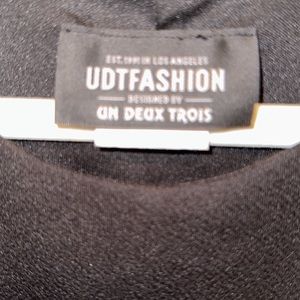 EST. 1991 IN LOS ANGELES
UDTFASHION
DESIGNED BY
UN DEUX TROIS